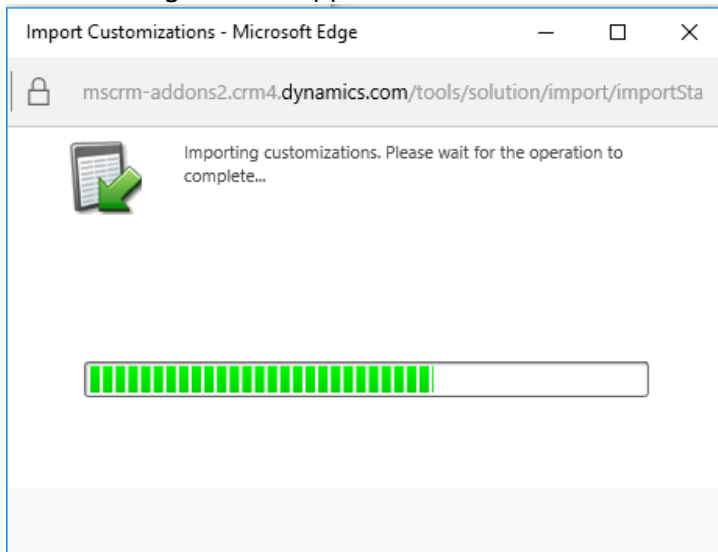 Import Customizations - Microsoft Edge
mscrm-addons2.crm4.dynamics.com/tools/solution/import/importSta
Importing customizations. Please wait for the operation to
complete...